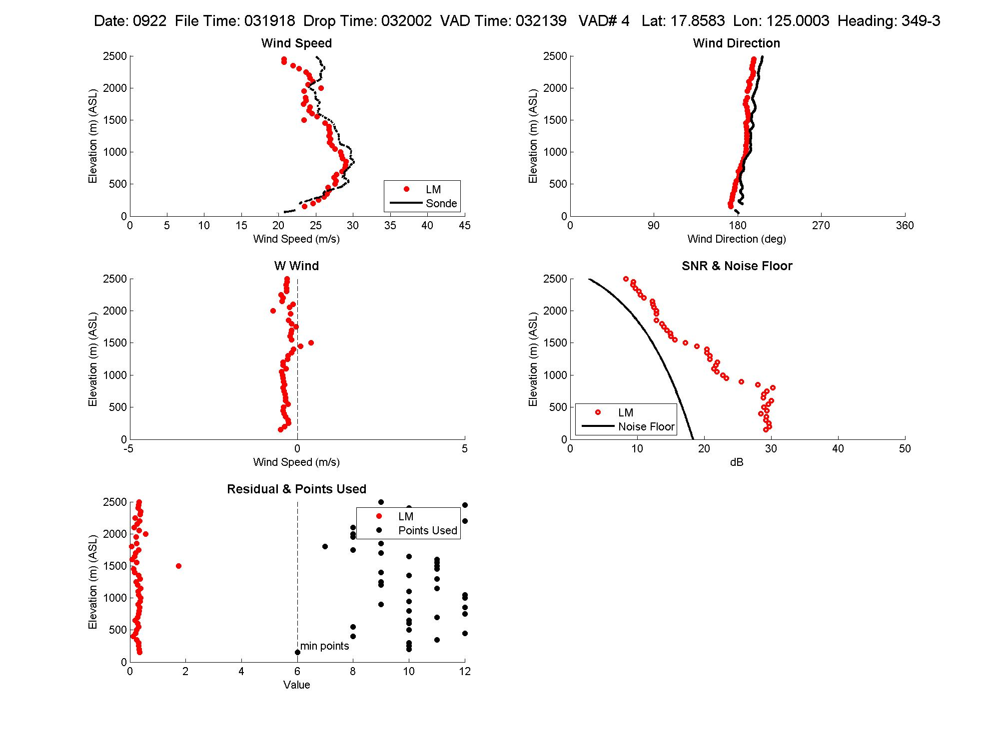 Date: 0922  File Time: 031918  Drop Time: 032002  VAD Time: 032139   VAD# 4   Lat: 17.8583  Lon: 125.0003  Heading: 349-3
Wind Speed
Elevation (m) (ASL)
2500
2000
1500
1000
500
0
LM
Sonde
0 5 10 15 20 25 30 35 40 45
Wind Speed (m/s)
Wind Direction
Elevation (m) (ASL)
2500
2000
1500
1000
500
0
0 90 180 270 360
Wind Direction (deg)
W Wind
Elevation (m) (ASL)
2500
2000
1500
1000
500
0
-5 0 5
Wind Speed (m/s)
SNR & Noise Floor
Elevation (m) (ASL)
2500
2000
1500
1000
500
0
LM
Noise Floor
0 10 20 30 40 50
dB
Residual & Points Used
Elevation (m) (ASL)
2500
2000
1500
1000
500
0
LM
Points Used
min points
0 2 4 6 8 10 12
Value